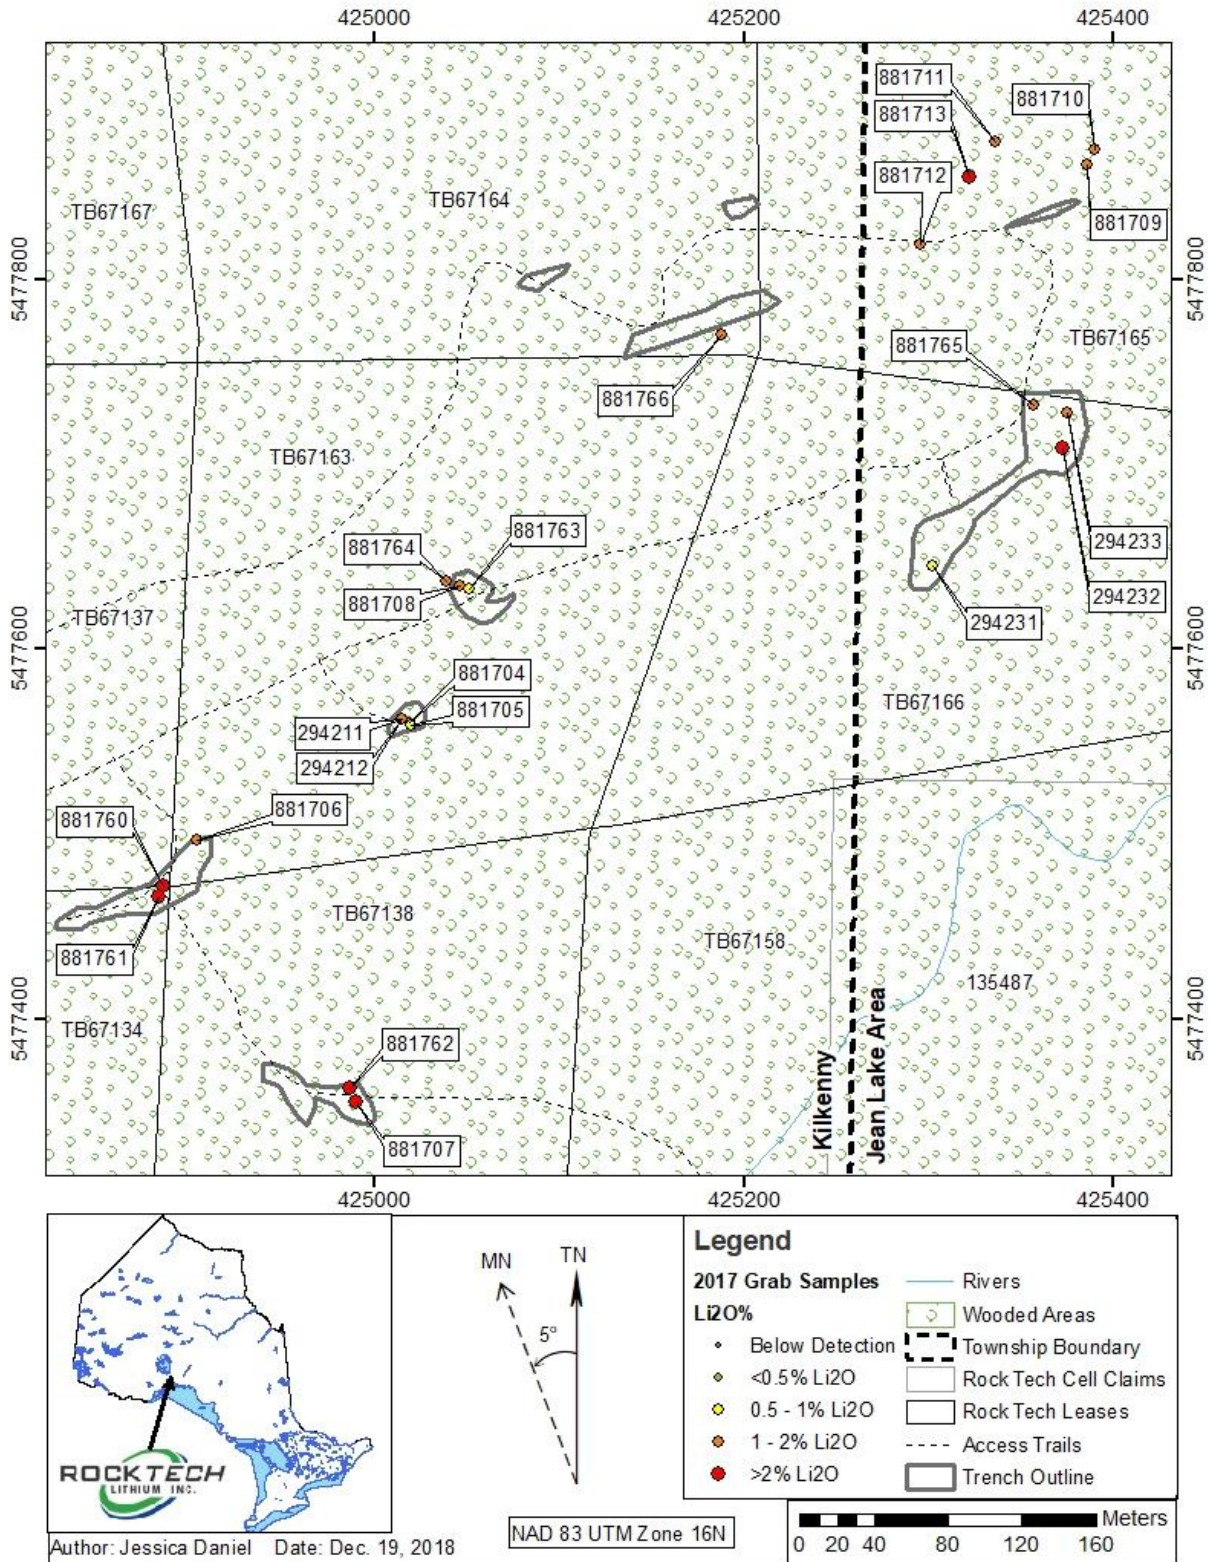 425000
425200
425400
881711
881710
881713
881712
TB67164
TB67167
881709
5477800
5477800
TB67165
881765
881766
TB67163
881763
881764
294233
881708
294232
TB67137
294231
5477600
5477600
881704
TB67166
881705
294211
294212
881706
881760
TB67138
TB67158
881761
135487
TB67134
5477400
5477400
881762
Kilkenny
Jean Lake Area
881707
425000
425200
425400
MN
TN
5°
ROCKTECH
LITHIUM INC.
Author: Jessica Daniel Date: Dec. 19, 2018
NAD 83 UTM Zone 16N
Legend
2017 Grab Samples
Li2O%
Below Detection
<0.5% Li2O
0.5 - 1% Li2O
1 - 2% Li2O
>2% Li2O
Rivers
Wooded Areas
Township Boundary
Rock Tech Cell Claims
Rock Tech Leases
Access Trails
Trench Outline
Meters
0 20 40 80 120 160